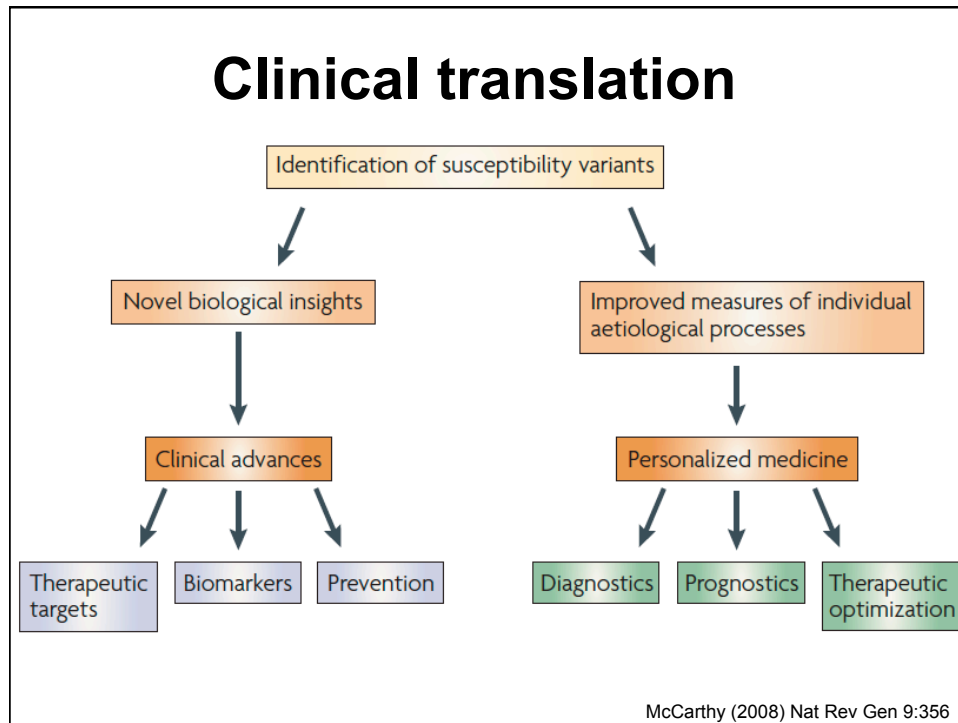 Clinical translation
Identification of susceptibility variants
Novel biological insights
Improved measures of individual
aetiological processes
Clinical advances
Personalized medicine
Therapeutic
targets
Biomarkers
Prevention
Diagnostics
Prognostics
Therapeutic
optimization
McCarthy (2008) Nat Rev Gen 9:356